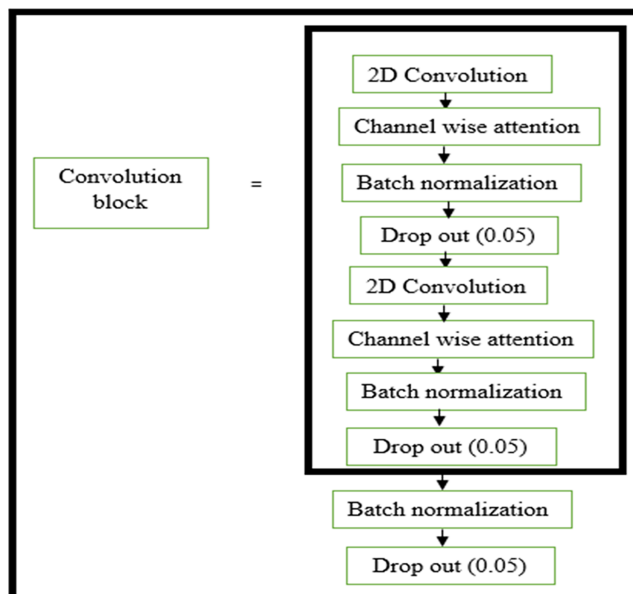 Convolution
block
=
2D Convolution
Channel wise attention
Batch normalization
Drop out (0.05)
2D Convolution
Channel wise attention
Batch normalization
Drop out (0.05)
Batch normalization
Drop out (0.05)